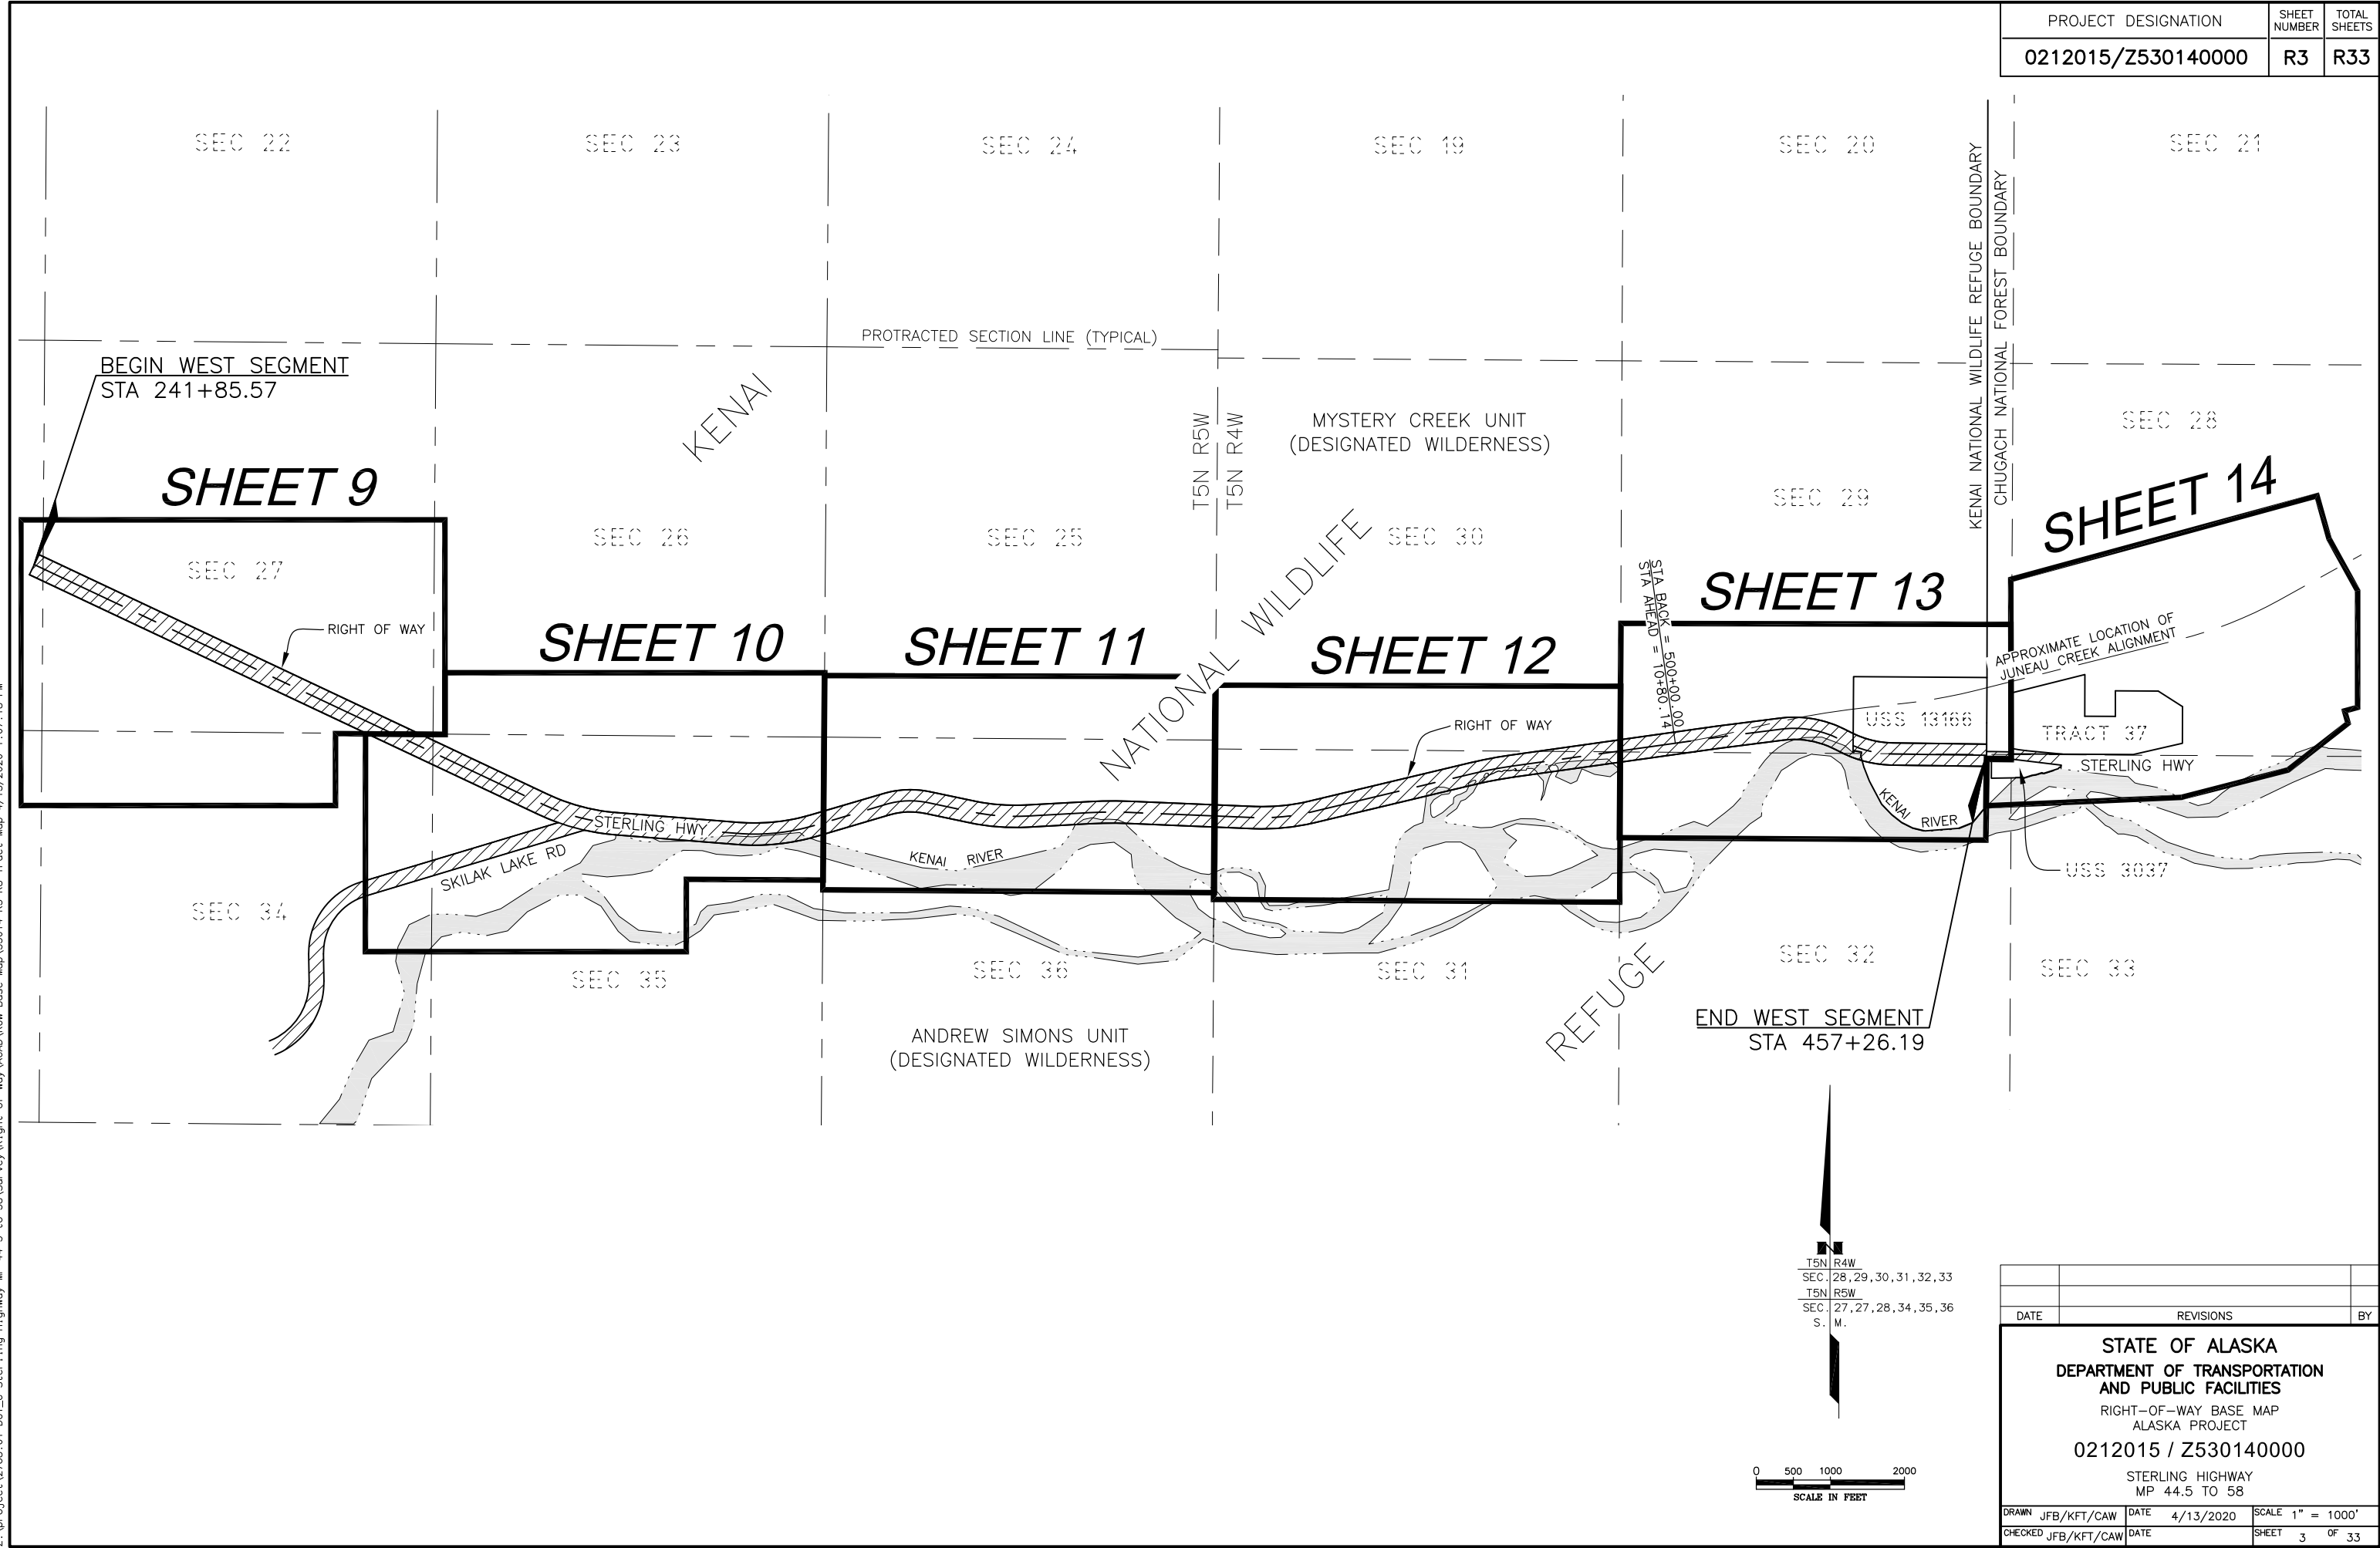 PROJECT DESIGNATION
SHEET NUMBER
TOTAL SHEETS
0212015/Z530140000
R3
R33
SEC 22
SEC 23
SEC 24
SEC 19
SEC 20
SEC 21
KENAI NATIONAL WILDLIFE REFUGE BOUNDARY
CHUGACH NATIONAL FOREST BOUNDARY
PROTRACTED SECTION LINE (TYPICAL)
BEGIN WEST SEGMENT
STA 241+85.57
KENAI
T5N R5W
T5N R4W
MYSTERY CREEK UNIT
(DESIGNATED WILDERNESS)
SEC 28
SHEET 9
SHEET 14
SEC 29
SEC 27
SEC 26
SEC 25
WILDLIFE
SEC 30
STA BACK = 500+00.00
STA AHEAD = 10+80.14
SHEET 13
RIGHT OF WAY
SHEET 10
SHEET 11
SHEET 12
APPROXIMATE LOCATION OF
JUNEAU CREEK ALIGNMENT
NATIONAL
RIGHT OF WAY
USS 13166
TRACT 37
STERLING HWY
STERLING HWY
SKILAK LAKE RD
KENAI RIVER
KENAI RIVER
USS 3037
SEC 34
SEC 35
SEC 36
SEC 31
REFUGE
SEC 32
SEC 33
ANDREW SIMONS UNIT
(DESIGNATED WILDERNESS)
END WEST SEGMENT
STA 457+26.19
N
T5N R4W
SEC. 28,29,30,31,32,33
T5N R5W
SEC. 27,27,28,34,35,36
S. M.
0 500 1000 2000
SCALE IN FEET
DATE REVISIONS BY
STATE OF ALASKA
DEPARTMENT OF TRANSPORTATION
AND PUBLIC FACILITIES
RIGHT-OF-WAY BASE MAP
ALASKA PROJECT
0212015 / Z530140000
STERLING HIGHWAY
MP 44.5 TO 58
DRAWN JFB/KFT/CAW DATE 4/13/2020 SCALE 1" = 1000'
CHECKED JFB/KFT/CAW DATE SHEET 3 OF 33